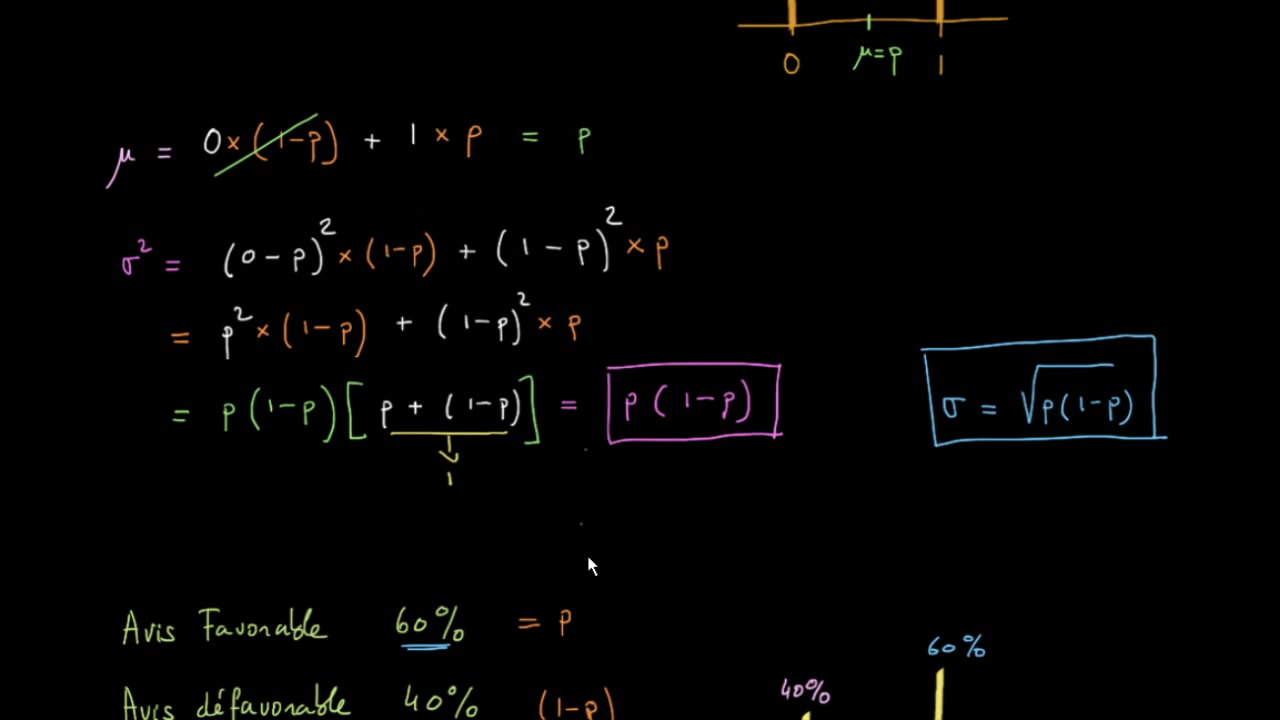 0 μ=p 1
μ = 0×(1-p) + 1 × p = p
σ² = (0-p)² × (1-p) + (1-p)² × p
= p² × (1-p) + (1-p)² × p
= p(1-p)[p + (1-p)] = p(1-p)
σ = √p(1-p)
1
Avis Favorable 60% = p
60%
Avis défavorable 40% (1-p)
40%